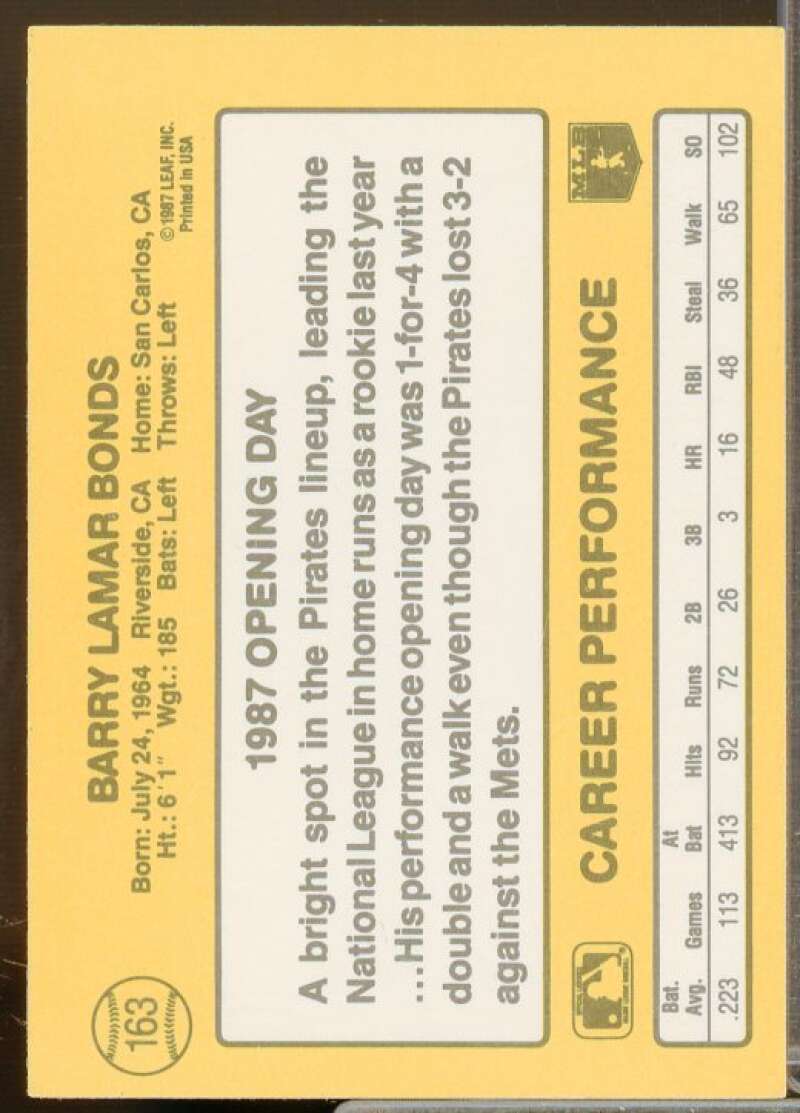 163
BARRY LAMAR BONDS
Born: July 24, 1964 Riverside, CA Home: San Carlos, CA
Ht.: 6'1" Wgt.: 185 Bats: Left Throws: Left
© 1987 LEAF, INC.
Printed in USA
1987 OPENING DAY
A bright spot in the Pirates lineup, leading the
National League in home runs as a rookie last year
...His performance opening day was 1-for-4 with a
double and a walk even though the Pirates lost 3-2
against the Mets.
CAREER PERFORMANCE
MLB
Bat. At
Avg. Games Bat Hits Runs 2B 3B HR RBI Steal Walk SO
.223 113 413 92 72 26 3 16 48 36 65 102